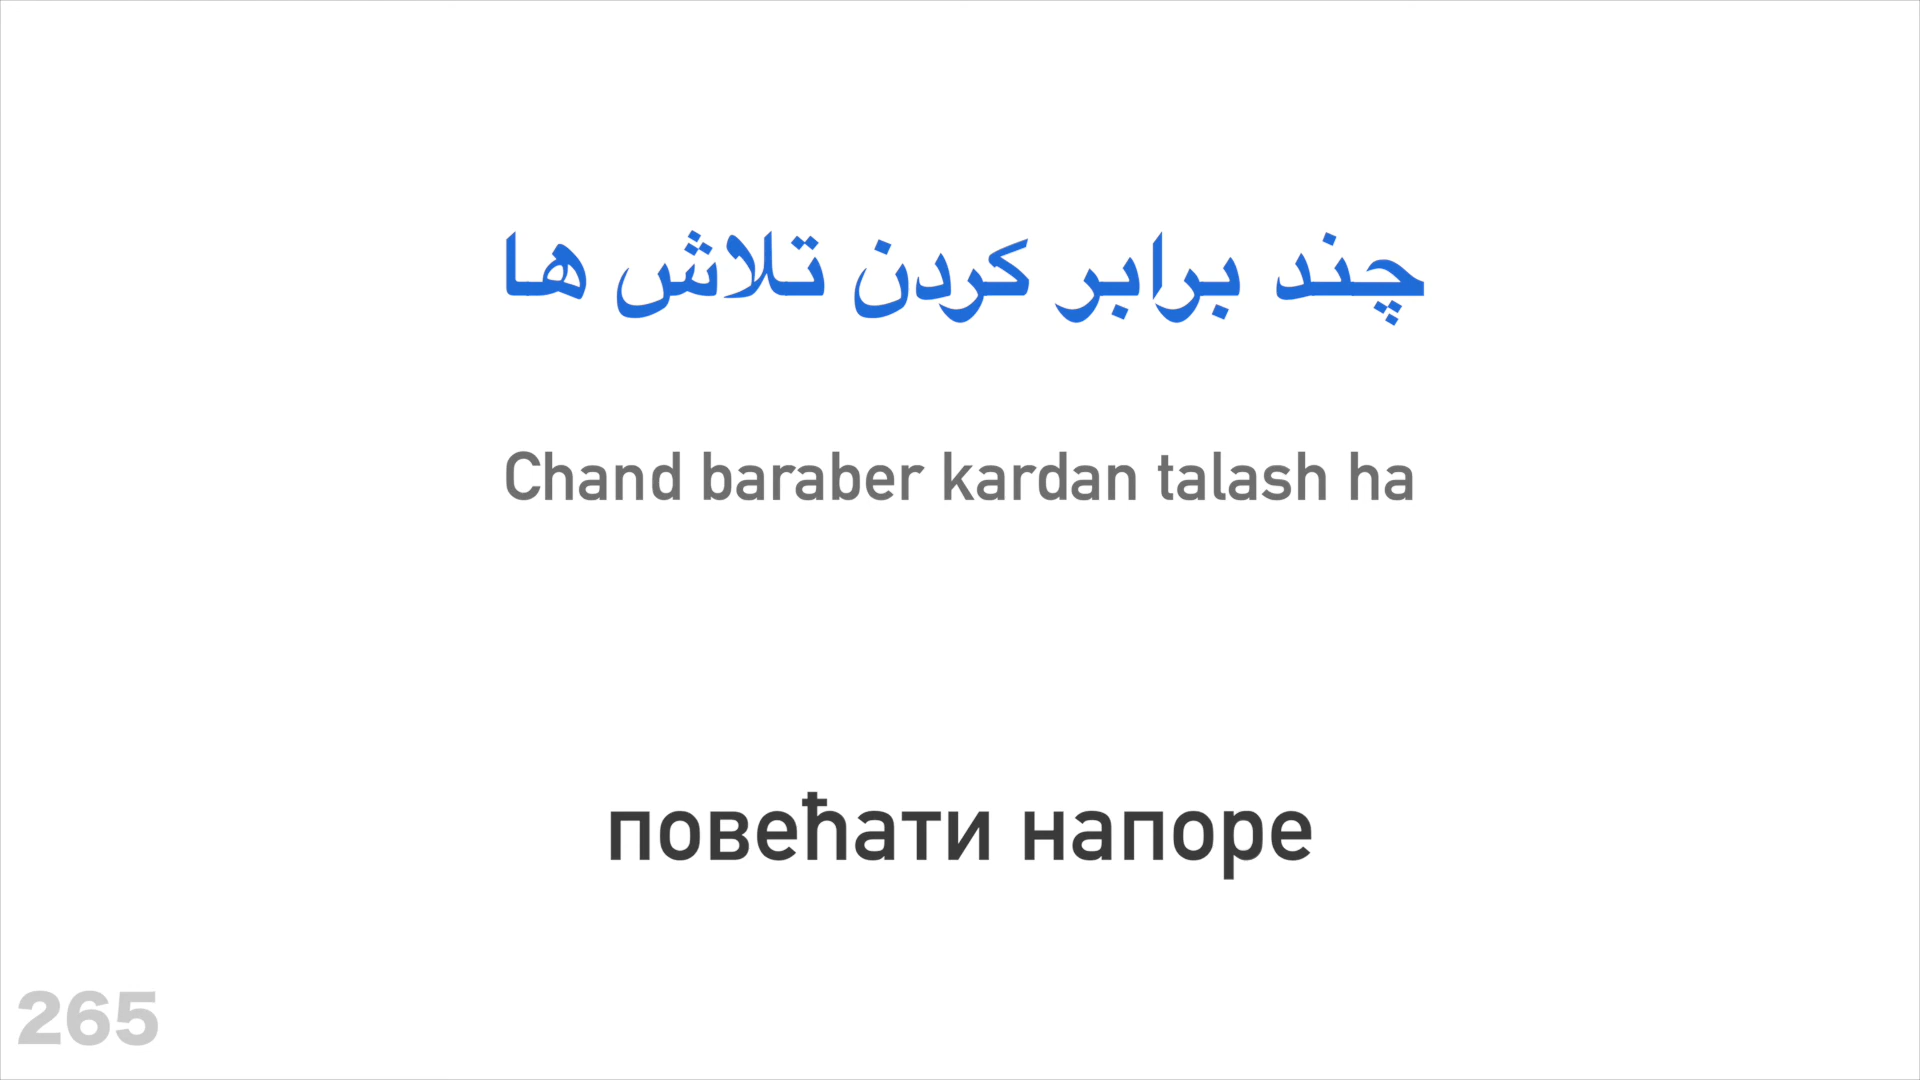 چند برابر کردن تلاش ها
Chand baraber kardan talash ha
повећати напоре
265